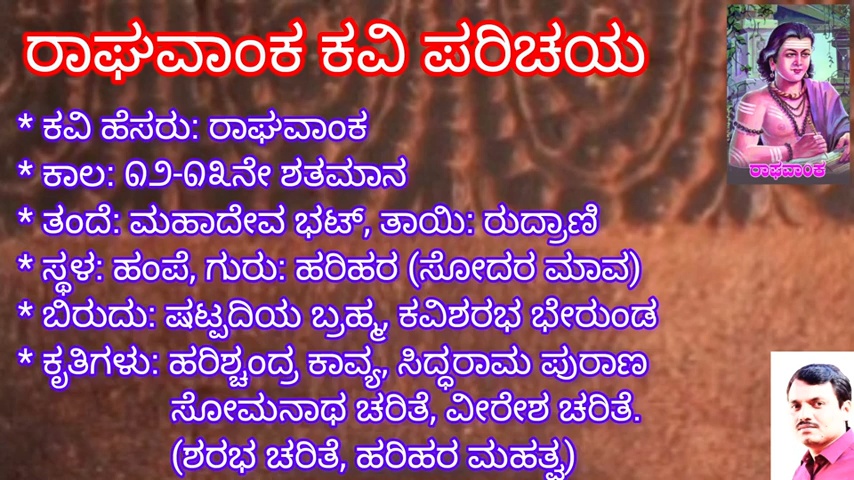 ರಾಘವಾಂಕ ಕವಿ ಪರಿಚಯ
* ಕವಿ ಹೆಸರು: ರಾಘವಾಂಕ
* ಕಾಲ: ೧೨-೧೩ನೇ ಶತಮಾನ
* ತಂದೆ: ಮಹಾದೇವ ಭಟ್, ತಾಯಿ: ರುದ್ರಾಣಿ
* ಸ್ಥಳ: ಹಂಪೆ, ಗುರು: ಹರಿಹರ (ಸೋದರ ಮಾವ)
* ಬಿರುದು: ಷಟ್ಪದಿಯ ಬ್ರಹ್ಮ, ಕವಿಶರಭ ಭೇರುಂಡ
* ಕೃತಿಗಳು: ಹರಿಶ್ಚಂದ್ರ ಕಾವ್ಯ, ಸಿದ್ಧರಾಮ ಪುರಾಣ
ಸೋಮನಾಥ ಚರಿತೆ, ವೀರೇಶ ಚರಿತೆ.
(ಶರಭ ಚರಿತೆ, ಹರಿಹರ ಮಹತ್ವ)
ರಾಘವಾಂಕ